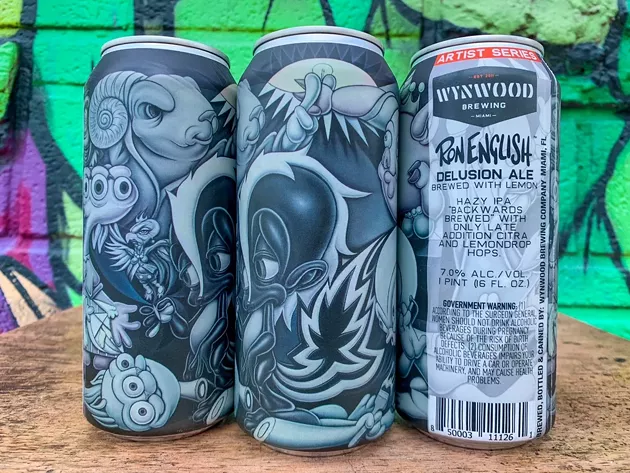 ARTIST SERIES
EST. 2011
WYNWOOD
BREWING
MIAMI
RON ENGLISH
DELUSION ALE
BREWED WITH LEMON
HAZY IPA
"BACKWARDS
BREWED" WITH
ONLY LATE
ADDITION CITRA
AND LEMONDROP
HOPS.
7.0% ALC./VOL.
1 PINT (16 FL. OZ.)
GOVERNMENT WARNING: (1)
ACCORDING TO THE SURGEON GENERAL,
WOMEN SHOULD NOT DRINK ALCOHOLIC
BEVERAGES DURING PREGNANCY
BECAUSE OF THE RISK OF BIRTH
DEFECTS. (2) CONSUMPTION OF
ALCOHOLIC BEVERAGES IMPAIRS YOUR
ABILITY TO DRIVE A CAR OR OPERATE
MACHINERY, AND MAY CAUSE HEALTH
PROBLEMS.
8 50003 11126 1
BREWED, BOTTLED & CANNED BY: WYNWOOD BREWING COMPANY MIAMI, FL